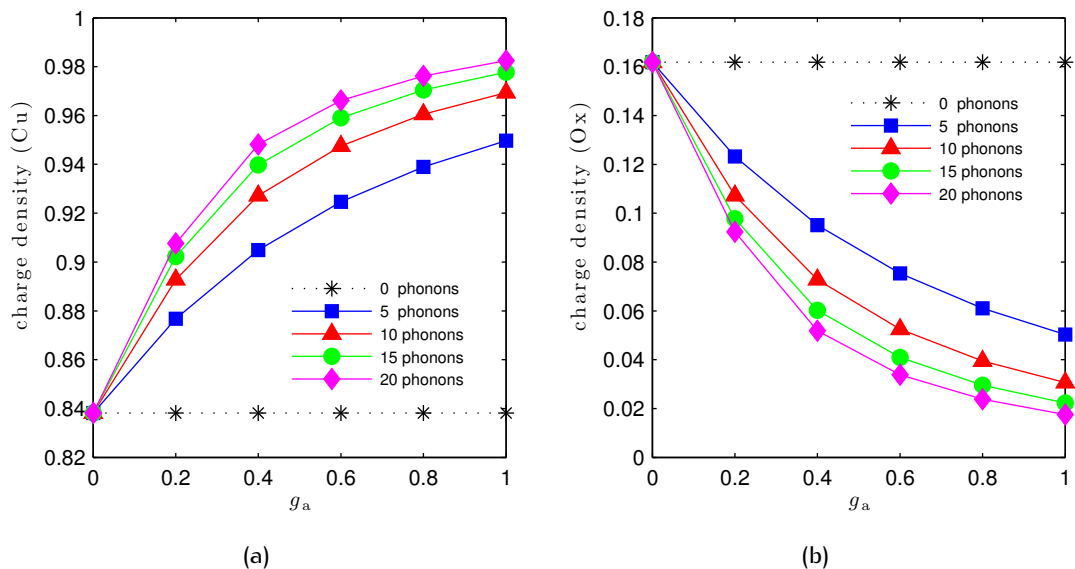 1
0.98
0.96
0.94
0.92
0.9
0.88
0.86
0.84
0.82
charge density (Cu)
0 phonons
5 phonons
10 phonons
15 phonons
20 phonons
0 0.2 0.4 0.6 0.8 1
g_a
(a)
0.18
0.16
0.14
0.12
0.1
0.08
0.06
0.04
0.02
0
charge density (Ox)
0 phonons
5 phonons
10 phonons
15 phonons
20 phonons
0 0.2 0.4 0.6 0.8 1
g_a
(b)